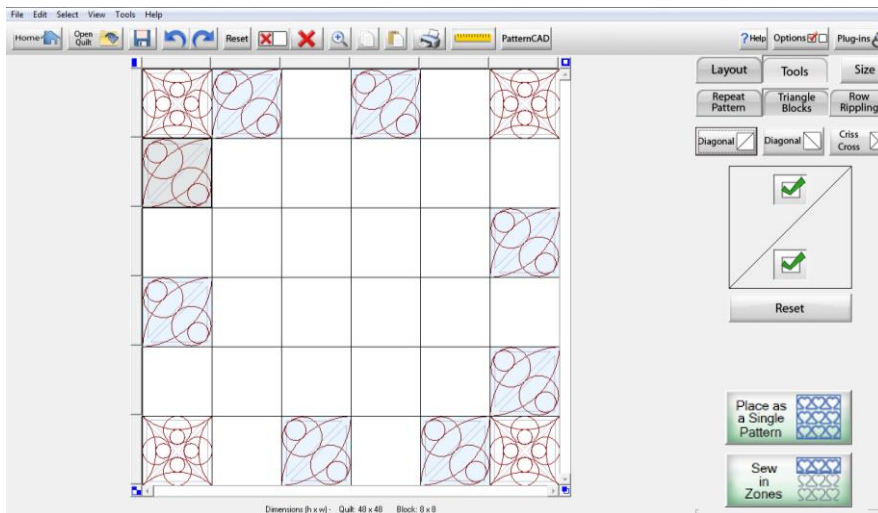 File Edit Select View Tools Help
Home Open Quilt Reset PatternCAD ?Help Options Plug-ins
Layout Tools Size
Repeat Pattern Triangle Blocks Row Rippling
Diagonal Diagonal Criss Cross
Reset
Place as a Single Pattern
Sew in Zones
Dimensions (h x w) - Quilt: 48 x 48 Block: 8 x 8